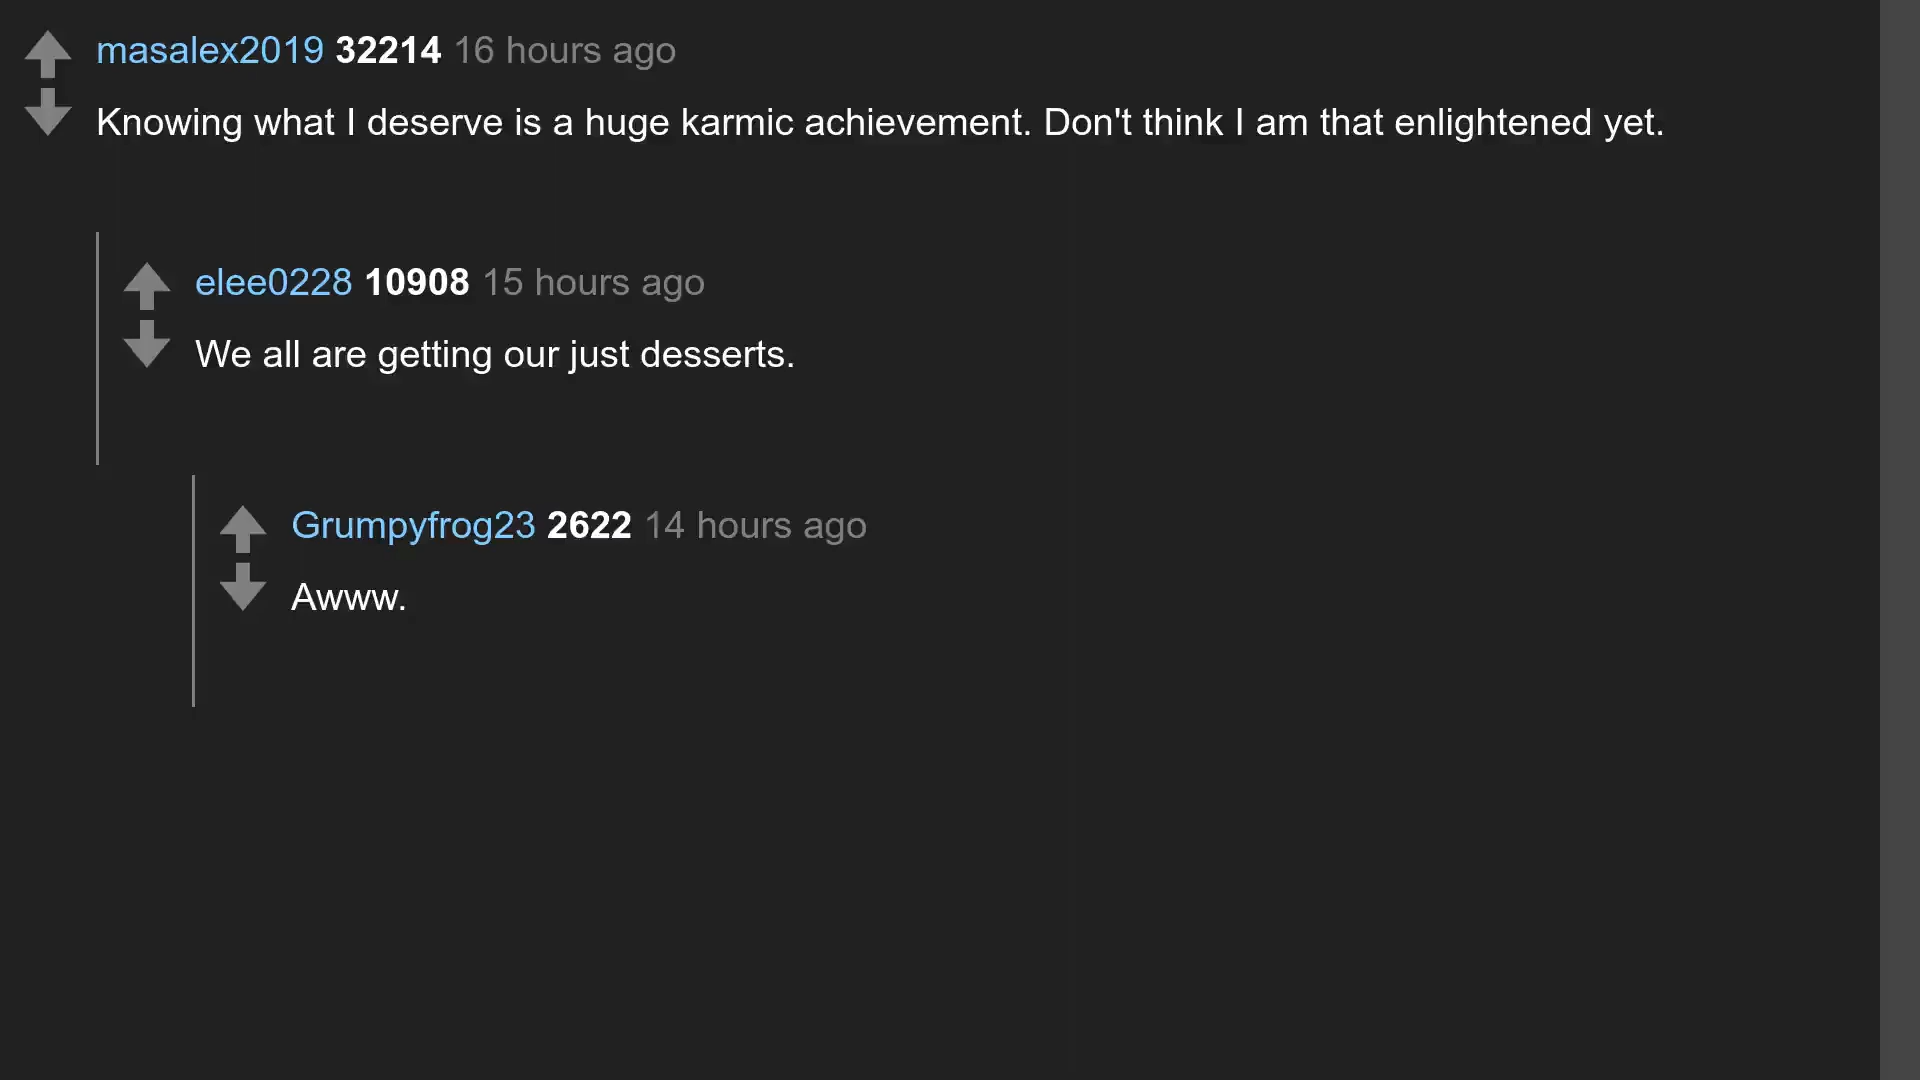 masalex2019 32214 16 hours ago
Knowing what I deserve is a huge karmic achievement. Don't think I am that enlightened yet.
elee0228 10908 15 hours ago
We all are getting our just desserts.
Grumpyfrog23 2622 14 hours ago
Awww.